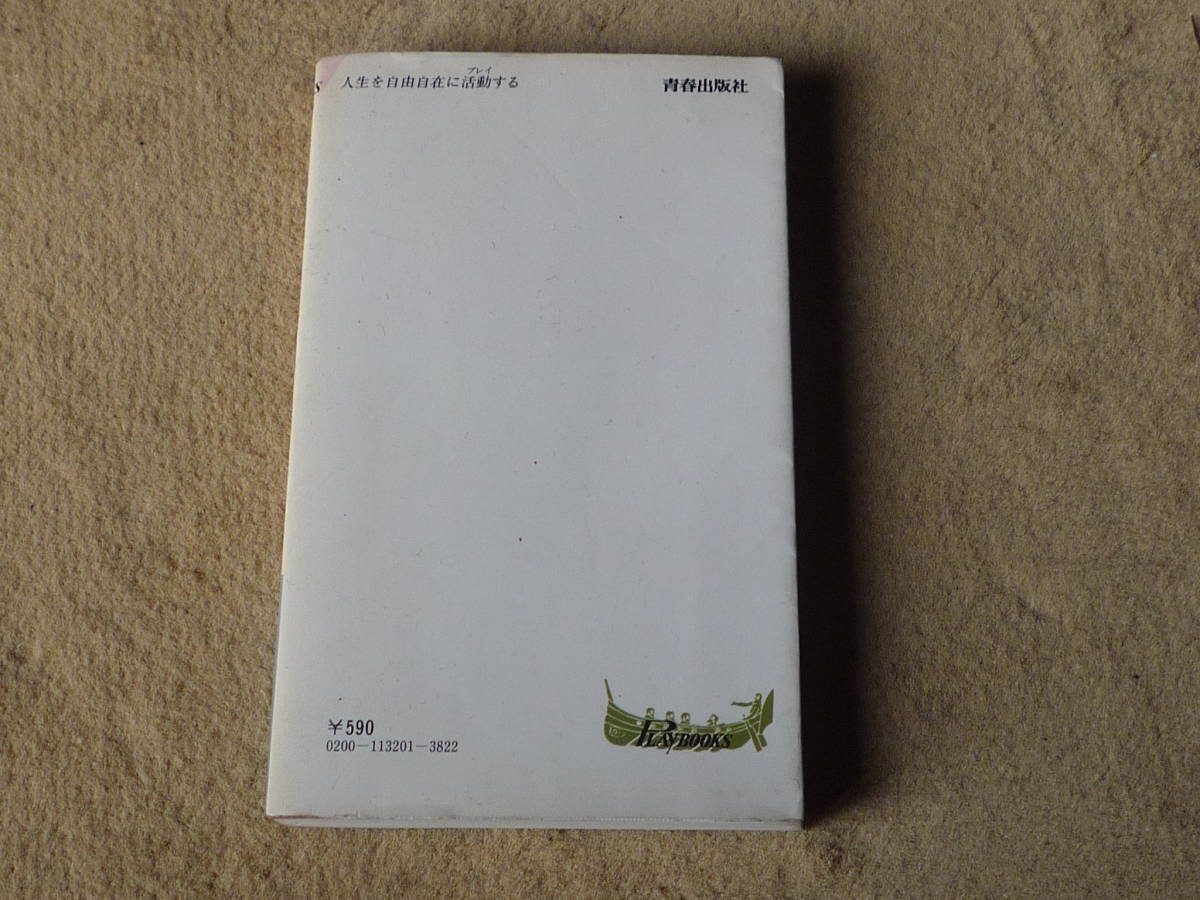 人生を自由自在に活動する
プレイ
青春出版社
S
PLAYBOOKS
¥590
0200-113201-3822